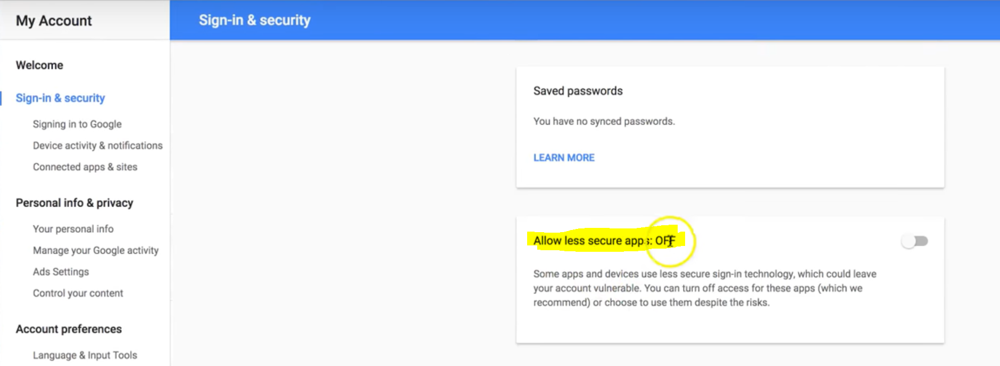 My Account
Sign-in & security
Welcome
Sign-in & security
Signing in to Google
Device activity & notifications
Connected apps & sites
Personal info & privacy
Your personal info
Manage your Google activity
Ads Settings
Control your content
Account preferences
Language & Input Tools
Saved passwords
You have no synced passwords.
LEARN MORE
Allow less secure apps: OFF
Some apps and devices use less secure sign-in technology, which could leave
your account vulnerable. You can turn off access for these apps (which we
recommend) or choose to use them despite the risks.